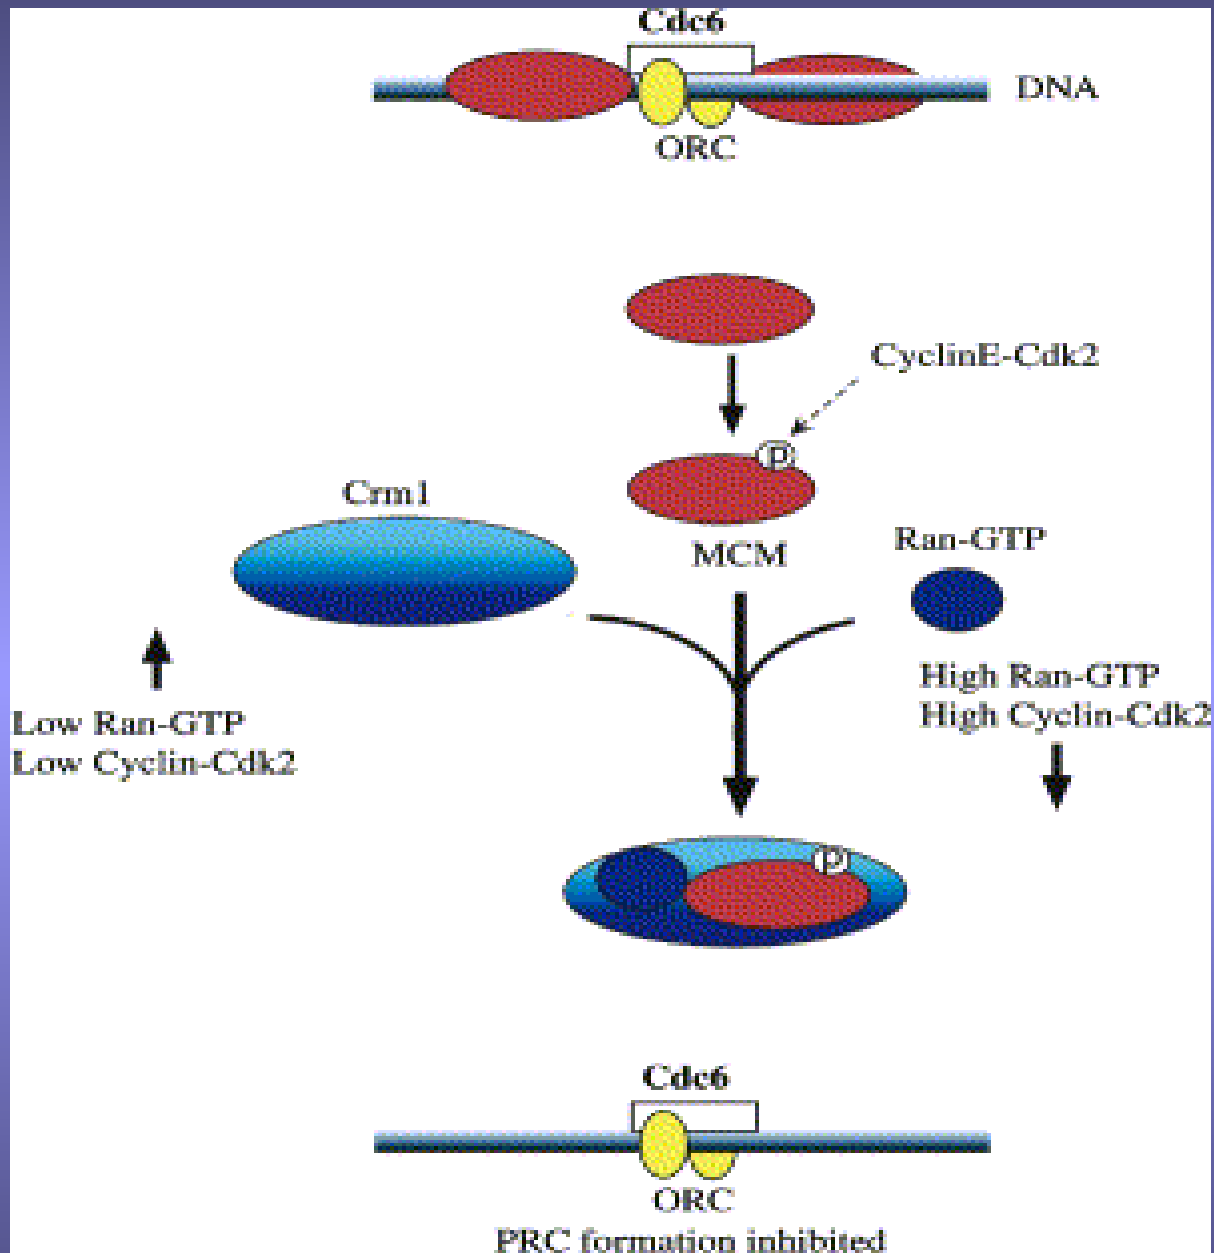 Cdc6
DNA
ORC
CyclinE-Cdk2
P
Crm1
MCM
Ran-GTP
High Ran-GTP
High Cyclin-Cdk2
Low Ran-GTP
Low Cyclin-Cdk2
P
Cdc6
ORC
PRC formation inhibited